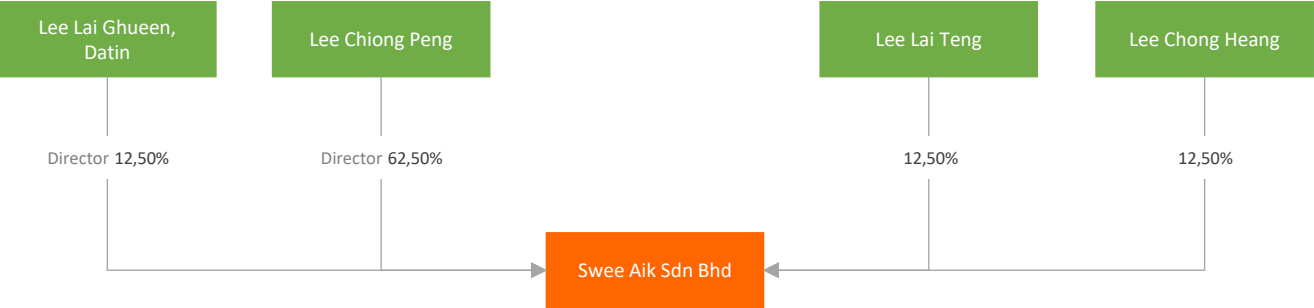 Lee Lai Ghueen,
Datin
Lee Chiong Peng
Lee Lai Teng
Lee Chong Heang
Director 12,50%
Director 62,50%
12,50%
12,50%
Swee Aik Sdn Bhd